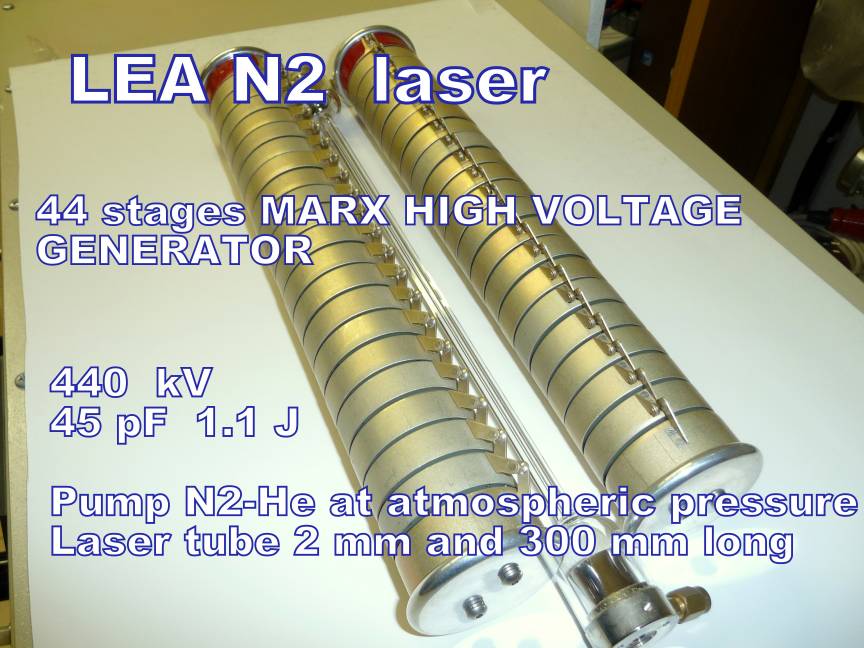 LEA N2 laser
44 stages MARX HIGH VOLTAGE
GENERATOR
440 kV
45 pF 1.1 J
Pump N2-He at atmospheric pressure
Laser tube 2 mm and 300 mm long